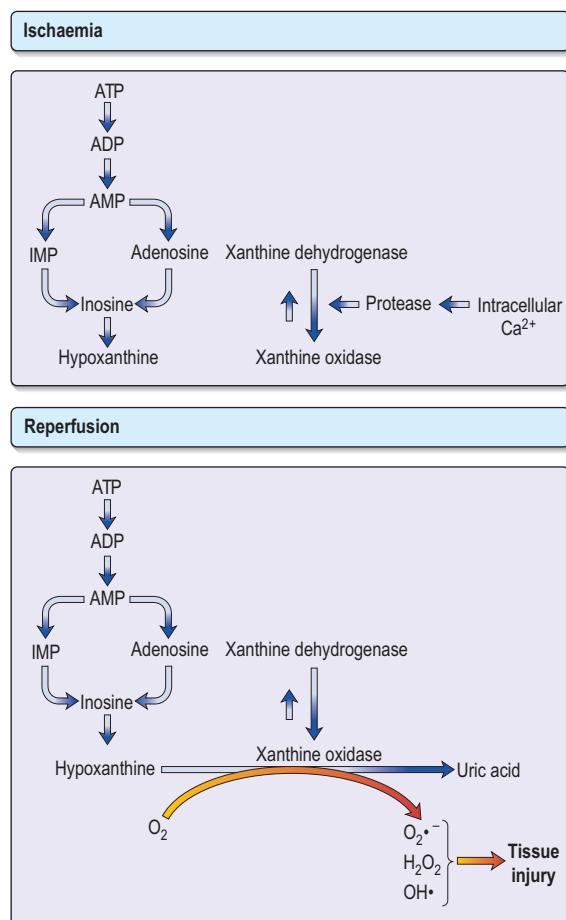 Ischaemia
ATP
ADP
AMP
IMP
Adenosine
Xanthine dehydrogenase
Inosine
Protease
Intracellular
Ca²⁺
Hypoxanthine
Xanthine oxidase
Reperfusion
ATP
ADP
AMP
IMP
Adenosine
Xanthine dehydrogenase
Inosine
Xanthine oxidase
Hypoxanthine
Uric acid
O₂
O₂•⁻
H₂O₂
OH•
Tissue
injury